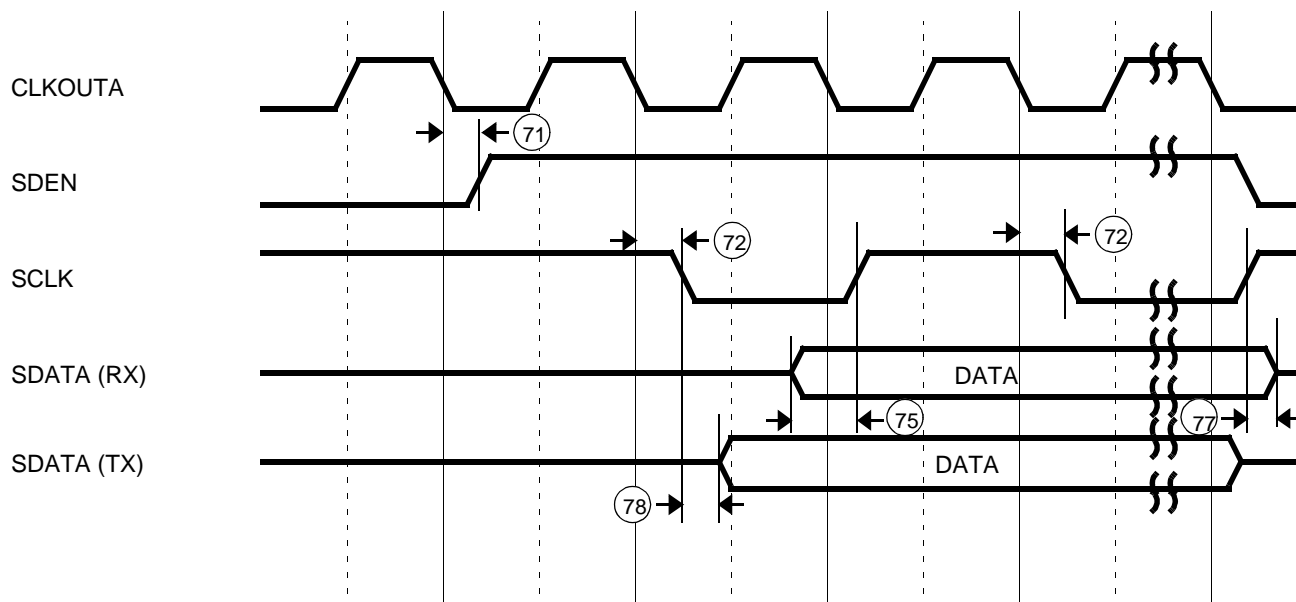 CLKOUTA
71
SDEN
72
72
SCLK
SDATA (RX)
DATA
75
77
SDATA (TX)
DATA
78